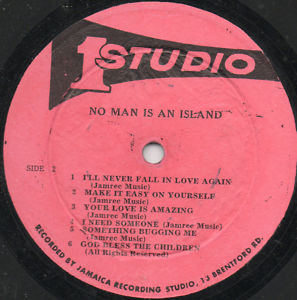 1 STUDIO
NO MAN IS AN ISLAND
SIDE 2
1 I'LL NEVER FALL IN LOVE AGAIN
(Jamree Music)
2 MAKE IT EASY ON YOURSELF
(Jamree Music)
3 YOUR LOVE IS AMAZING
(Jamree Music)
4 I NEED SOMEONE (Jamree Music)
5 SOMETHING BUGGING ME
(Jamree Music)
6 GOD BLESS THE CHILDREN
(All Rights Reserved)
RECORDED BY JAMAICA RECORDING STUDIO, 13 BRENTFORD RD.